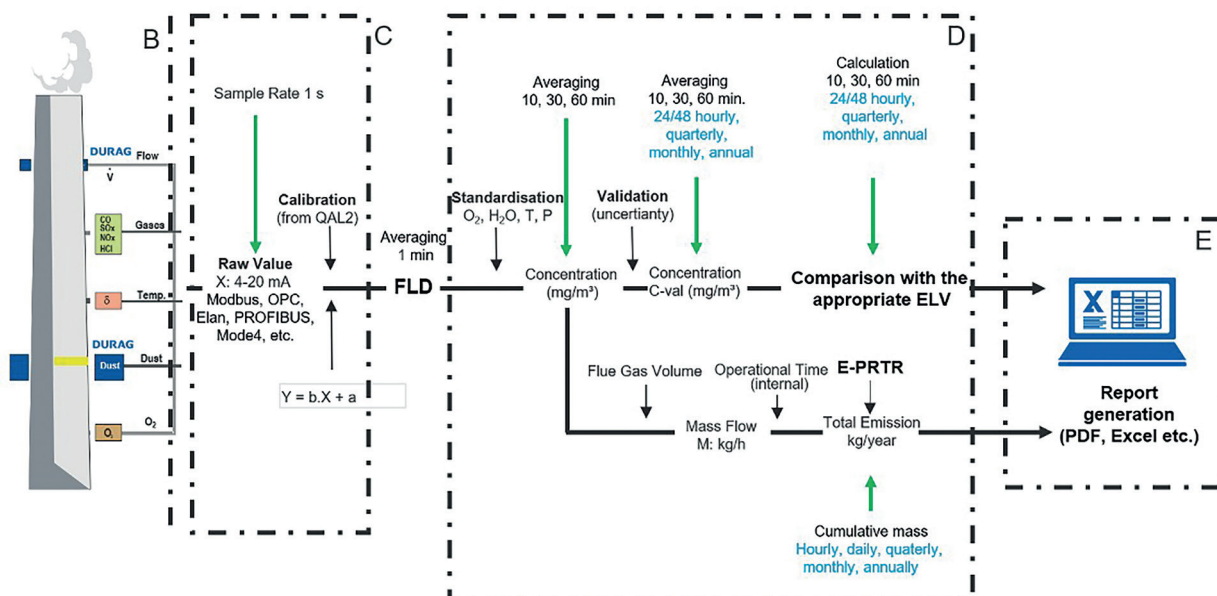 B
DURAG
Flow
V̇
CO
SOx
NOx
HCl
Gasos
δ
Temp.
DURAG
Dust
Dust
O₂
C
Sample Rate 1 s
Calibration
(from QAL2)
Raw Value
X: 4-20 mA
Modbus, OPC,
Elan, PROFIBUS,
Mode4, etc.
Y = b.X + a
Averaging
1 min
FLD
D
Averaging
10, 30, 60 min
Averaging
10, 30, 60 min.
24/48 hourly,
quarterly,
monthly, annual
Calculation
10, 30, 60 min
24/48 hourly,
quarterly,
monthly, annual
Standardisation
O₂, H₂O, T, P
Validation
(uncertianty)
Concentration
(mg/m³)
Concentration
C-val (mg/m³)
Comparison with the
appropriate ELV
Flue Gas Volume
Operational Time
(internal)
E-PRTR
Mass Flow
M: kg/h
Total Emission
kg/year
Cumulative mass
Hourly, daily, quaterly,
monthly, annually
E
X
Report
generation
(PDF, Excel etc.)